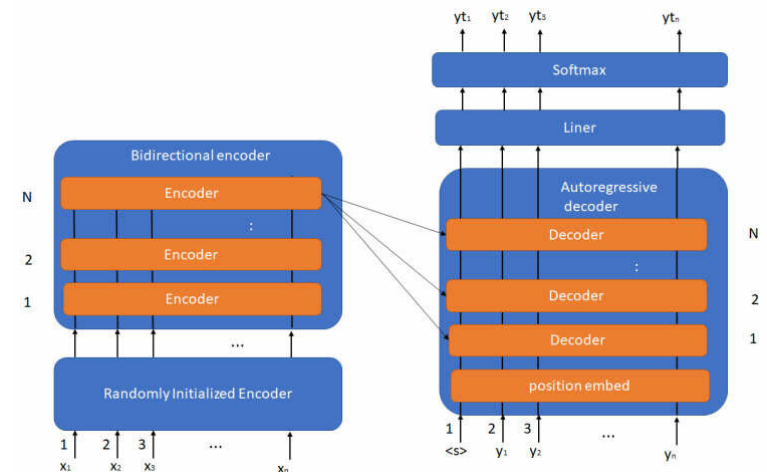 yt₁ yt₂ yt₃ ytₙ
Softmax
Liner
Bidirectional encoder
N Encoder
:
2 Encoder
1 Encoder
...
Randomly Initialized Encoder
1 2 3 ...
x₁ x₂ x₃ xₙ
Autoregressive
decoder
Decoder N
:
Decoder 2
Decoder 1
position embed
1 2 3 ...
<s> y₁ y₂ yₙ